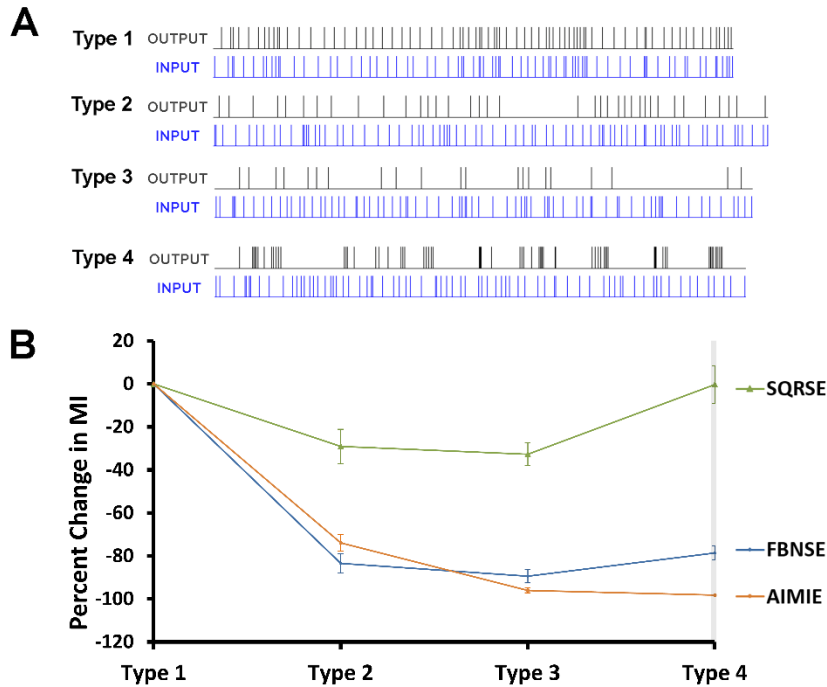 A
Type 1 OUTPUT
INPUT
Type 2 OUTPUT
INPUT
Type 3 OUTPUT
INPUT
Type 4 OUTPUT
INPUT
B
Percent Change in MI
20
0
-20
-40
-60
-80
-100
-120
SQRSE
FBNSE
AIMIE
Type 1 Type 2 Type 3 Type 4